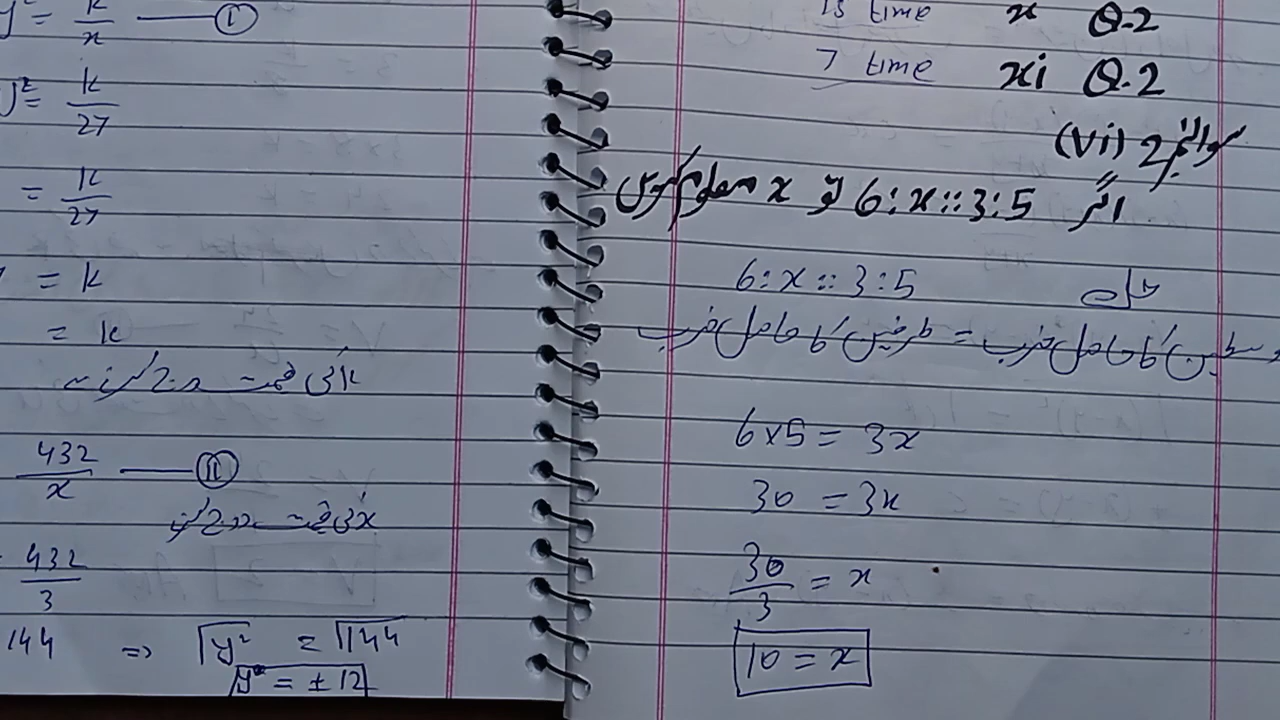 y² = k/x —— (I)
y² = k/27
= k/27
= k
= k
k کی قیمت درج کرنے سے
432/x —— (II)
x کی قیمت درج کرنے
432/3
144 => √y² = √144
y = ± 12
15 time x Q.2
7 time xi Q.2
سوال نمبر 2 (vi)
اگر 6:x::3:5 تو x معلوم کریں
حل
6:x::3:5
طرفین کا حاصل ضرب = وسطین کا حاصل ضرب
6×5 = 3x
30 = 3x
30/3 = x
10 = x